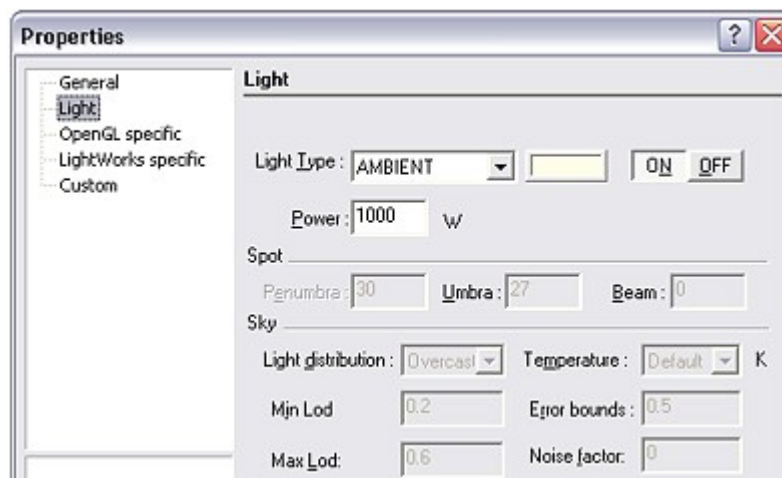 Properties
?
General
Light
OpenGL specific
LightWorks specific
Custom
Light
Light Type : AMBIENT ON OFF
Power : 1000 W
Spot
Penumbra : 30 Umbra : 27 Beam : 0
Sky
Light distribution : Overcast Temperature : Default K
Min Lod 0.2 Error bounds : 0.5
Max Lod: 0.6 Noise factor: 0